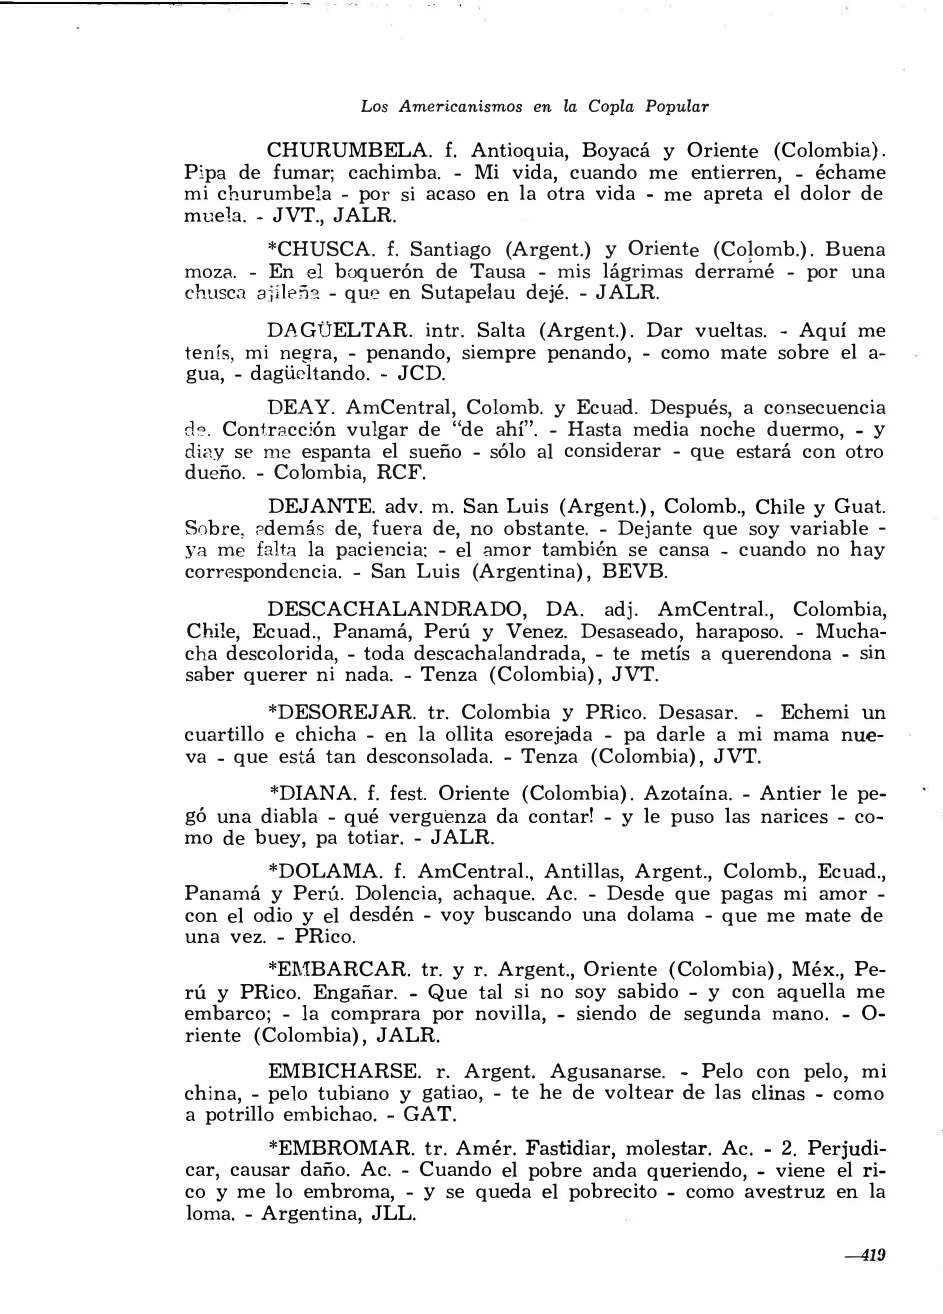 Los Americanismos en la Copla Popular
CHURUMBELA. f. Antioquia, Boyacá y Oriente (Colombia).
Pipa de fumar; cachimba. - Mi vida, cuando me entierren, - échame
mi churumbela - por si acaso en la otra vida - me apreta el dolor de
muela. - JVT., JALR.
*CHUSCA. f. Santiago (Argent.) y Oriente (Colomb.). Buena
moza. - En el boquerón de Tausa - mis lágrimas derramé - por una
chusca ajileña - que en Sutapelau dejé. - JALR.
DAGÜELTAR. intr. Salta (Argent.). Dar vueltas. - Aquí me
tenís, mi negra, - penando, siempre penando, - como mate sobre el a-
gua, - dagüeltando. - JCD.
DEAY. AmCentral, Colomb. y Ecuad. Después, a consecuencia
de. Contracción vulgar de “de ahí”. - Hasta media noche duermo, - y
diay se me espanta el sueño - sólo al considerar - que estará con otro
dueño. - Colombia, RCF.
DEJANTE. adv. m. San Luis (Argent.), Colomb., Chile y Guat.
Sobre, además de, fuera de, no obstante. - Dejante que soy variable -
ya me falta la paciencia: - el amor también se cansa - cuando no hay
correspondencia. - San Luis (Argentina), BEVB.
DESCACHALANDRADO, DA. adj. AmCentral., Colombia,
Chile, Ecuad., Panamá, Perú y Venez. Desaseado, haraposo. - Mucha-
cha descolorida, - toda descachalandrada, - te metís a querendona - sin
saber querer ni nada. - Tenza (Colombia), JVT.
*DESOREJAR. tr. Colombia y PRico. Desasar. - Echemi un
cuartillo e chicha - en la ollita esorejada - pa darle a mi mama nue-
va - que está tan desconsolada. - Tenza (Colombia), JVT.
*DIANA. f. fest. Oriente (Colombia). Azotaína. - Antier le pe-
gó una diabla - qué verguenza da contar! - y le puso las narices - co-
mo de buey, pa totiar. - JALR.
*DOLAMA. f. AmCentral., Antillas, Argent., Colomb., Ecuad.,
Panamá y Perú. Dolencia, achaque. Ac. - Desde que pagas mi amor -
con el odio y el desdén - voy buscando una dolama - que me mate de
una vez. - PRico.
*EMBARCAR. tr. y r. Argent., Oriente (Colombia), Méx., Pe-
rú y PRico. Engañar. - Que tal si no soy sabido - y con aquella me
embarco; - la comprara por novilla, - siendo de segunda mano. - O-
riente (Colombia), JALR.
EMBICHARSE. r. Argent. Agusanarse. - Pelo con pelo, mi
china, - pelo tubiano y gatiao, - te he de voltear de las clinas - como
a potrillo embichao. - GAT.
*EMBROMAR. tr. Amér. Fastidiar, molestar. Ac. - 2. Perjudi-
car, causar daño. Ac. - Cuando el pobre anda queriendo, - viene el ri-
co y me lo embroma, - y se queda el pobrecito - como avestruz en la
loma. - Argentina, JLL.
—419